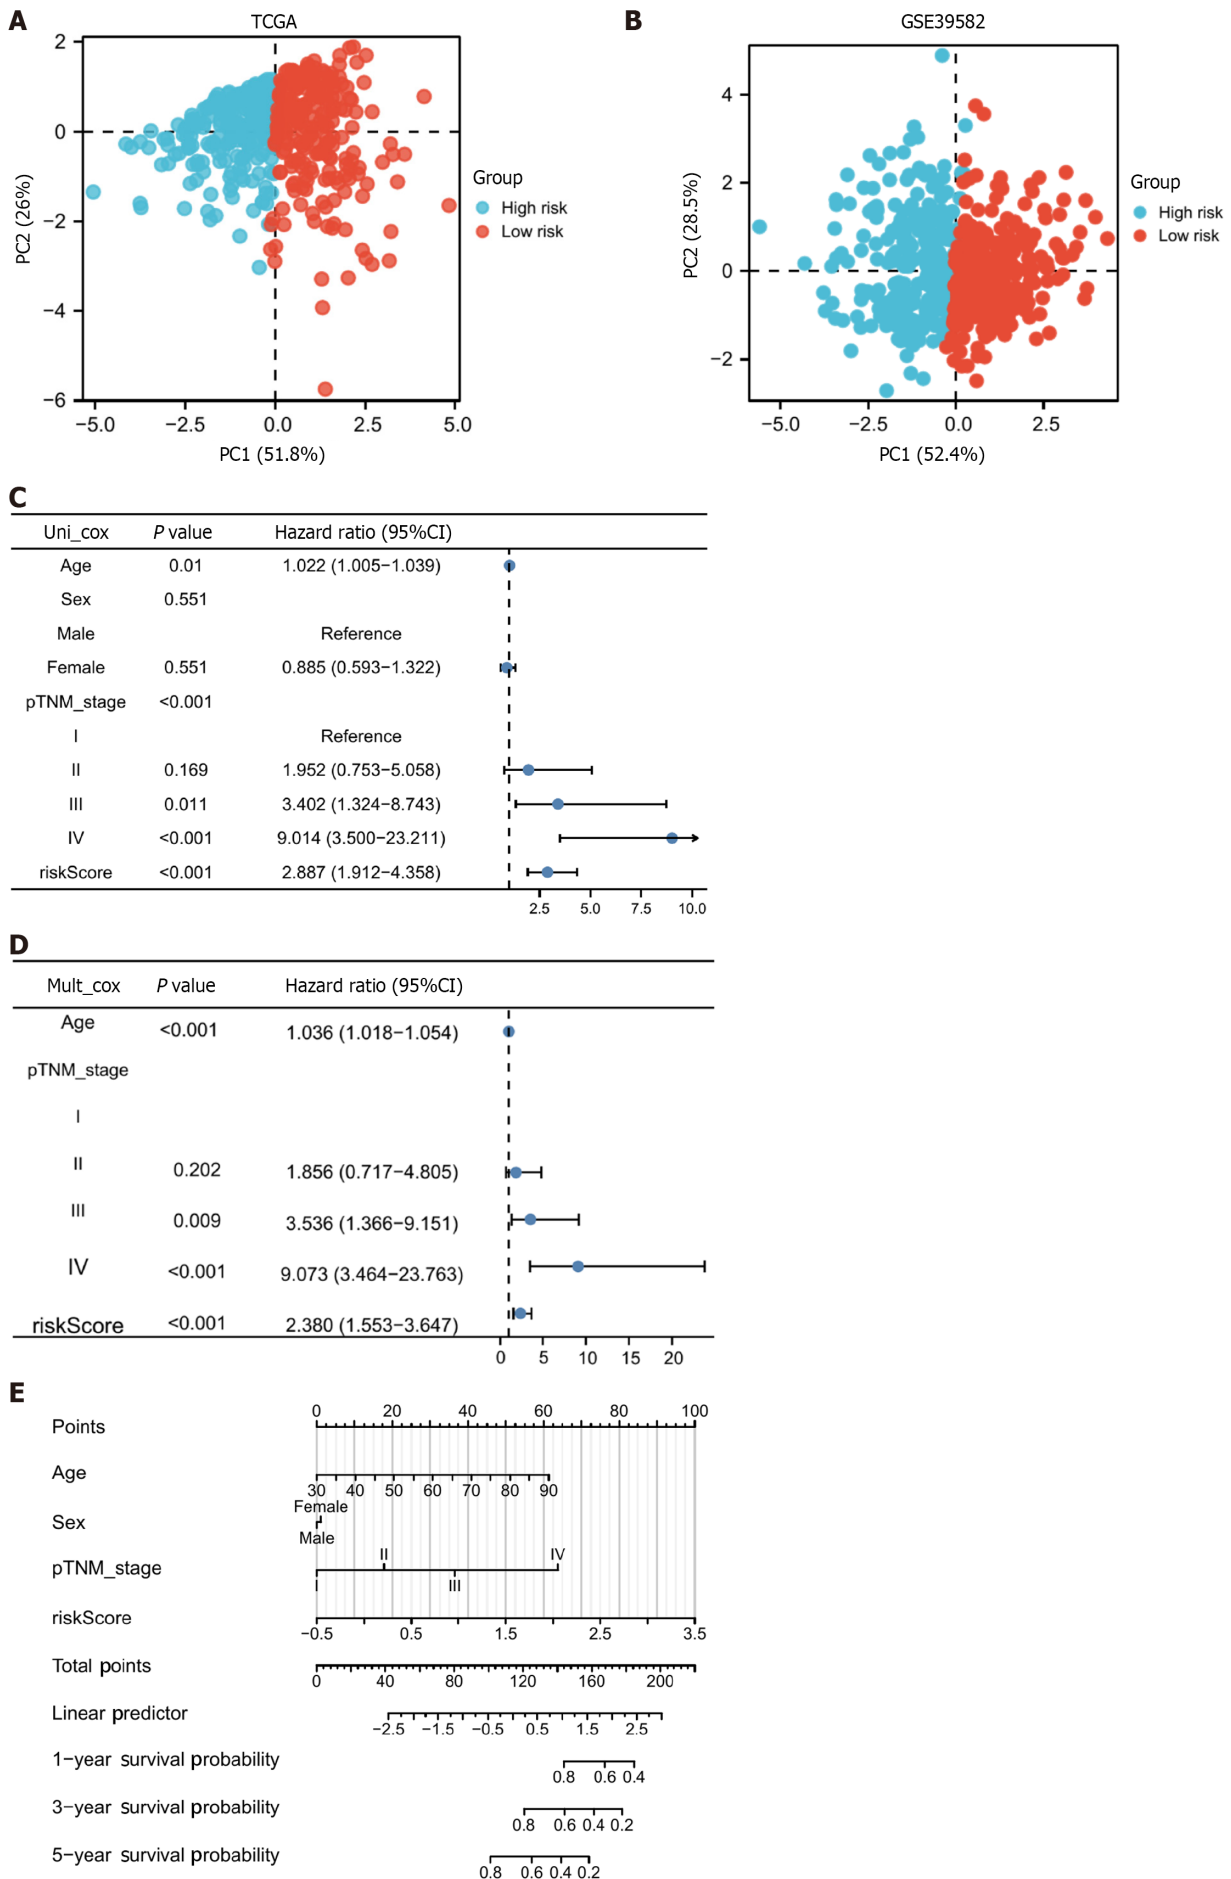 A
TCGA
2
0
−2
−4
−6
−5.0 −2.5 0.0 2.5 5.0
PC1 (51.8%)
PC2 (26%)
Group
High risk
Low risk
B
GSE39582
4
2
0
−2
−5.0 −2.5 0.0 2.5
PC1 (52.4%)
PC2 (28.5%)
Group
High risk
Low risk
C
Uni_cox P value Hazard ratio (95%CI)
Age 0.01 1.022 (1.005−1.039)
Sex 0.551
Male Reference
Female 0.551 0.885 (0.593−1.322)
pTNM_stage <0.001
I Reference
II 0.169 1.952 (0.753−5.058)
III 0.011 3.402 (1.324−8.743)
IV <0.001 9.014 (3.500−23.211)
riskScore <0.001 2.887 (1.912−4.358)
2.5 5.0 7.5 10.0
D
Mult_cox P value Hazard ratio (95%CI)
Age <0.001 1.036 (1.018−1.054)
pTNM_stage
I
II 0.202 1.856 (0.717−4.805)
III 0.009 3.536 (1.366−9.151)
IV <0.001 9.073 (3.464−23.763)
riskScore <0.001 2.380 (1.553−3.647)
0 5 10 15 20
E
0 20 40 60 80 100
Points
Age
30 40 50 60 70 80 90
Female
Sex
Male
II IV
pTNM_stage
I III
riskScore
−0.5 0.5 1.5 2.5 3.5
Total points
0 40 80 120 160 200
Linear predictor
−2.5 −1.5 −0.5 0.5 1.5 2.5
1−year survival probability
0.8 0.6 0.4
3−year survival probability
0.8 0.6 0.4 0.2
5−year survival probability
0.8 0.6 0.4 0.2